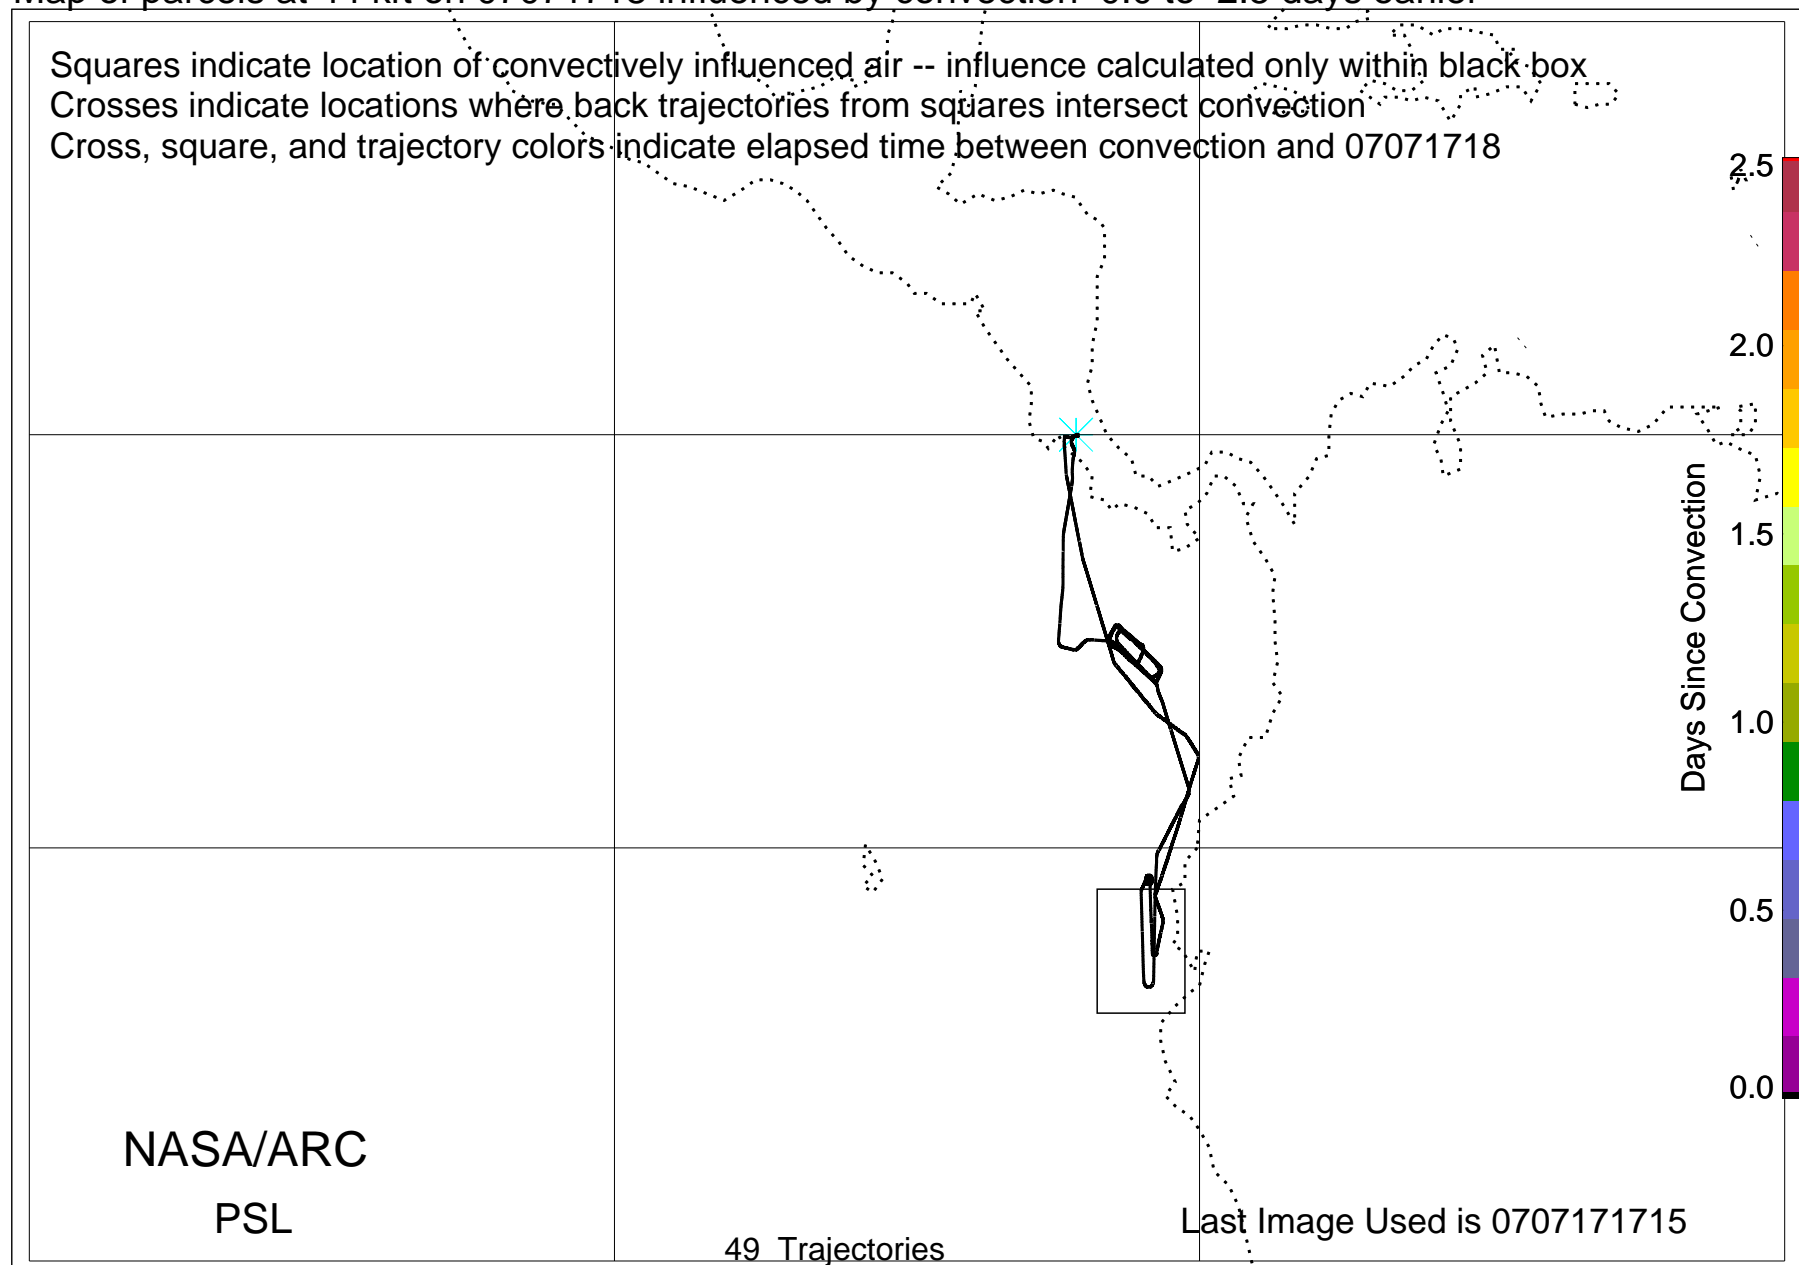 Squares indicate location of convectively influenced air -- influence calculated only within black box
Crosses indicate locations where back trajectories from squares intersect convection
Cross, square, and trajectory colors indicate elapsed time between convection and 07071718
2.5
2.0
1.5
1.0
0.5
0.0
Days Since Convection
NASA/ARC
PSL
Last Image Used is 0707171715
49 Trajectories